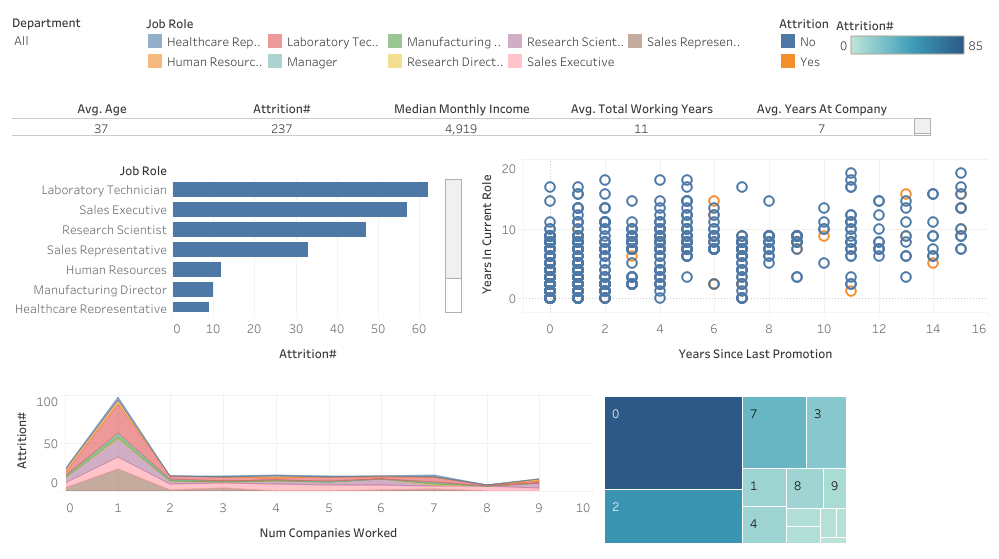 Department
All
Job Role
Healthcare Rep.. Laboratory Tec.. Manufacturing .. Research Scient.. Sales Represen..
Human Resourc.. Manager Research Direct.. Sales Executive
Attrition
No
Yes
Attrition#
0 85
Avg. Age Attrition# Median Monthly Income Avg. Total Working Years Avg. Years At Company
37 237 4,919 11 7
Job Role
Laboratory Technician
Sales Executive
Research Scientist
Sales Representative
Human Resources
Manufacturing Director
Healthcare Representative
0 10 20 30 40 50 60
Attrition#
Years In Current Role
20
10
0
0 2 4 6 8 10 12 14 16
Years Since Last Promotion
Attrition#
100
50
0
0 1 2 3 4 5 6 7 8 9 10
Num Companies Worked
0 7 3
1 8 9
2 4